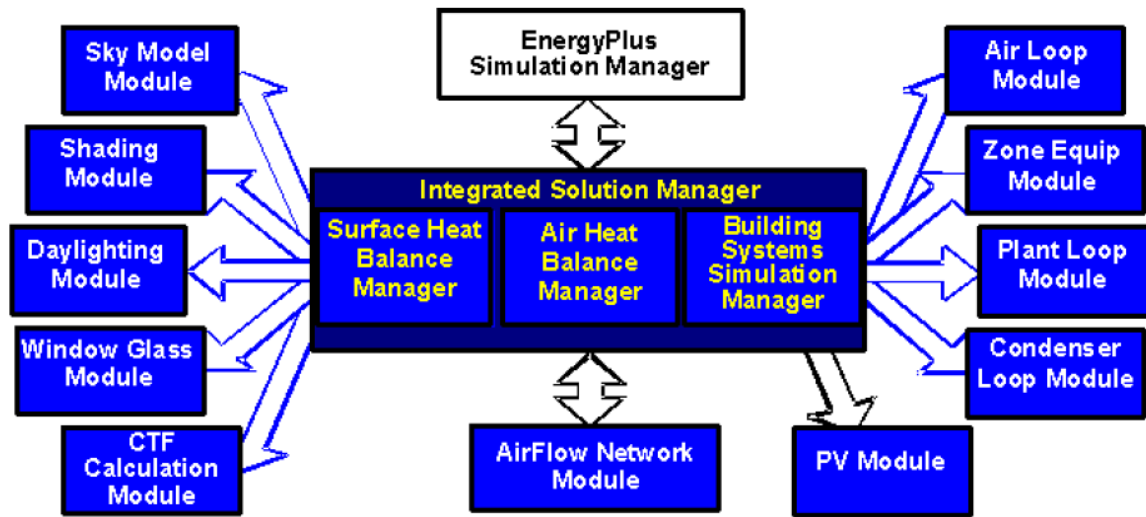 Sky Model
Module
EnergyPlus
Simulation Manager
Air Loop
Module
Shading
Module
Zone Equip
Module
Integrated Solution Manager
Surface Heat
Balance
Manager
Air Heat
Balance
Manager
Building
Systems
Simulation
Manager
Daylighting
Module
Plant Loop
Module
Window Glass
Module
Condenser
Loop Module
CTF
Calculation
Module
AirFlow Network
Module
PV Module